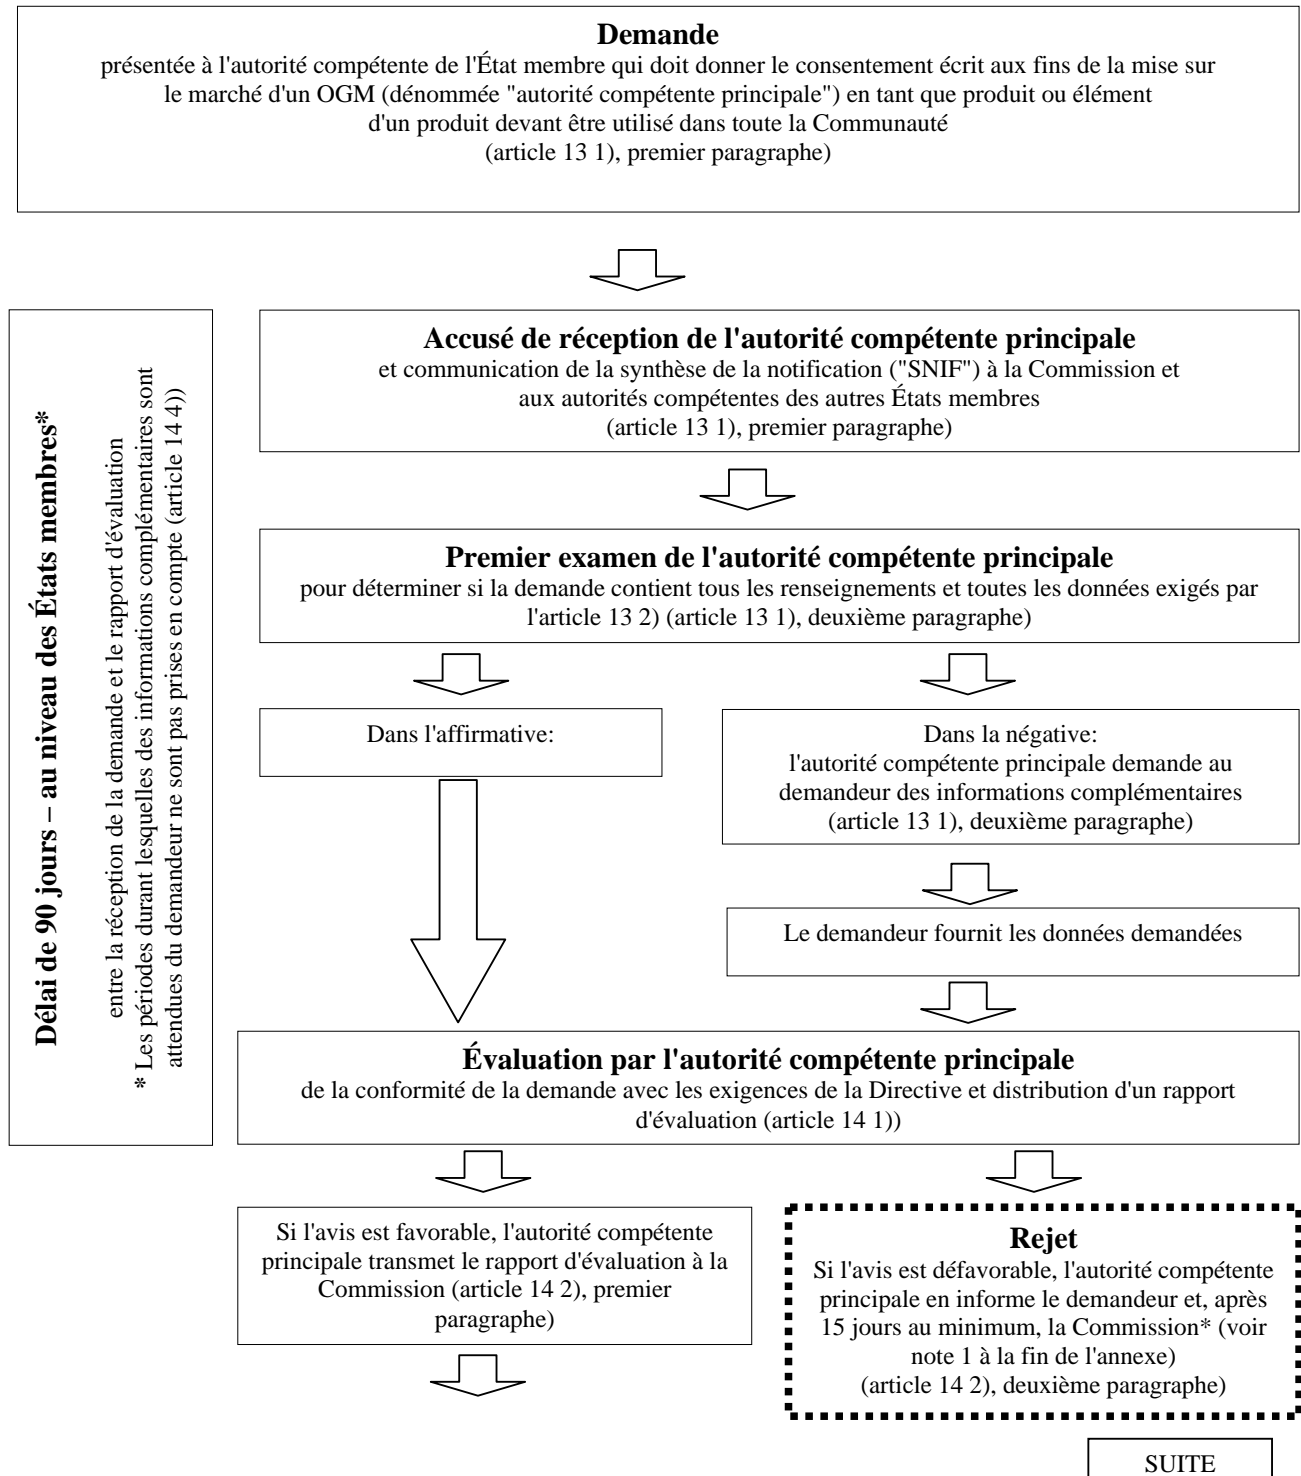 Demande
présentée à l'autorité compétente de l'État membre qui doit donner le consentement écrit aux fins de la mise sur
le marché d'un OGM (dénommée "autorité compétente principale") en tant que produit ou élément
d'un produit devant être utilisé dans toute la Communauté
(article 13 1), premier paragraphe)
Délai de 90 jours – au niveau des États membres*
entre la réception de la demande et le rapport d'évaluation
* Les périodes durant lesquelles des informations complémentaires sont
attendues du demandeur ne sont pas prises en compte (article 14 4))
Accusé de réception de l'autorité compétente principale
et communication de la synthèse de la notification ("SNIF") à la Commission et
aux autorités compétentes des autres États membres
(article 13 1), premier paragraphe)
Premier examen de l'autorité compétente principale
pour déterminer si la demande contient tous les renseignements et toutes les données exigés par
l'article 13 2) (article 13 1), deuxième paragraphe)
Dans l'affirmative:
Dans la négative:
l'autorité compétente principale demande au
demandeur des informations complémentaires
(article 13 1), deuxième paragraphe)
Le demandeur fournit les données demandées
Évaluation par l'autorité compétente principale
de la conformité de la demande avec les exigences de la Directive et distribution d'un rapport
d'évaluation (article 14 1))
Si l'avis est favorable, l'autorité compétente
principale transmet le rapport d'évaluation à la
Commission (article 14 2), premier
paragraphe)
Rejet
Si l'avis est défavorable, l'autorité compétente
principale en informe le demandeur et, après
15 jours au minimum, la Commission* (voir
note 1 à la fin de l'annexe)
(article 14 2), deuxième paragraphe)
SUITE